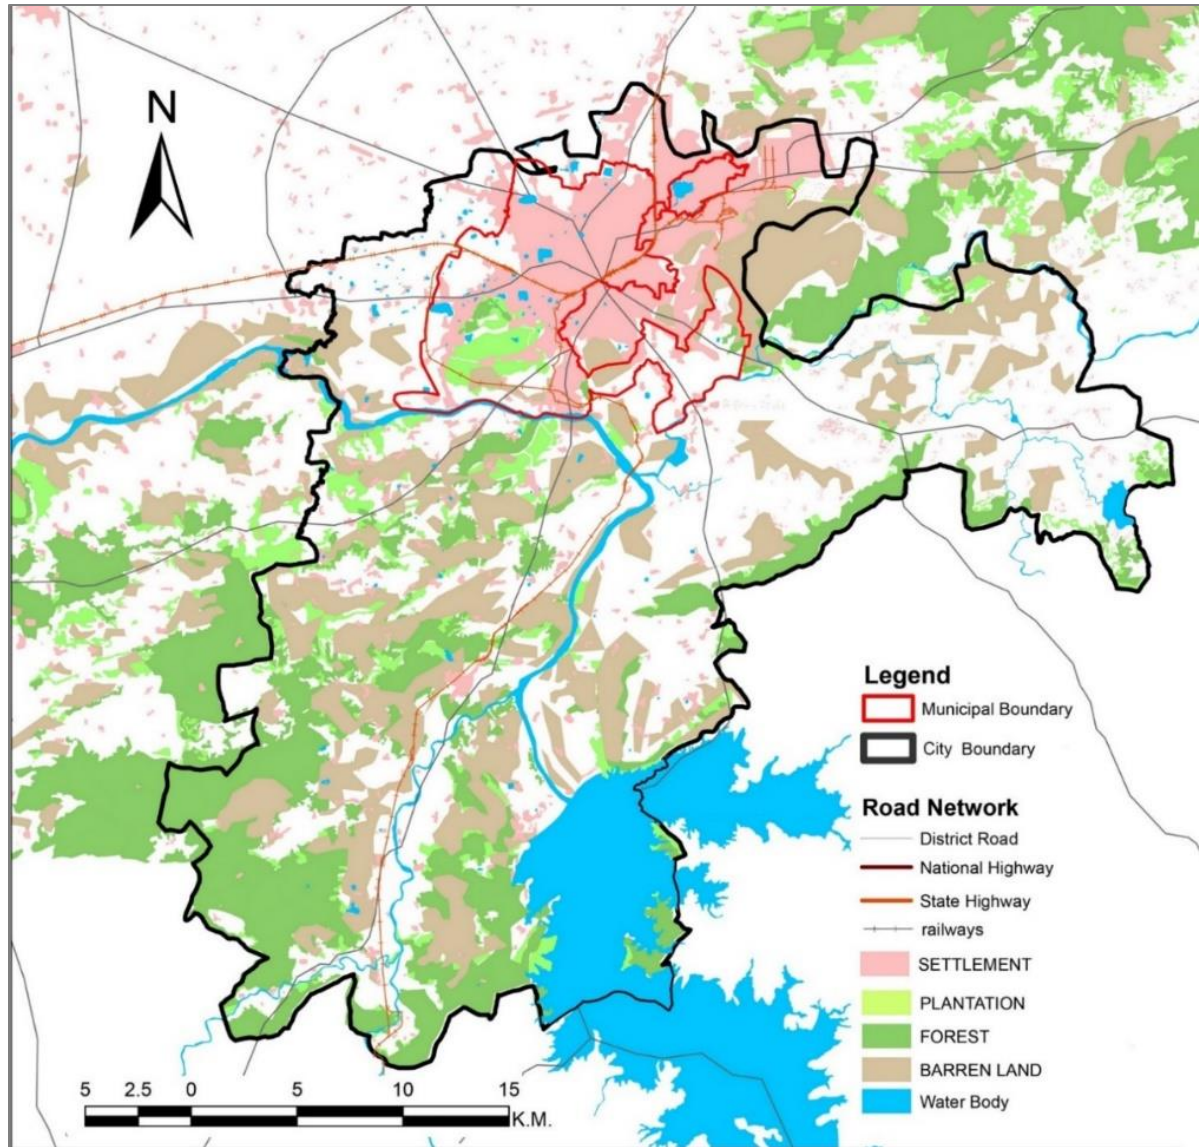 N
Legend
Municipal Boundary
City Boundary
Road Network
District Road
National Highway
State Highway
railways
SETTLEMENT
PLANTATION
FOREST
BARREN LAND
Water Body
5 2.5 0 5 10 15
K.M.